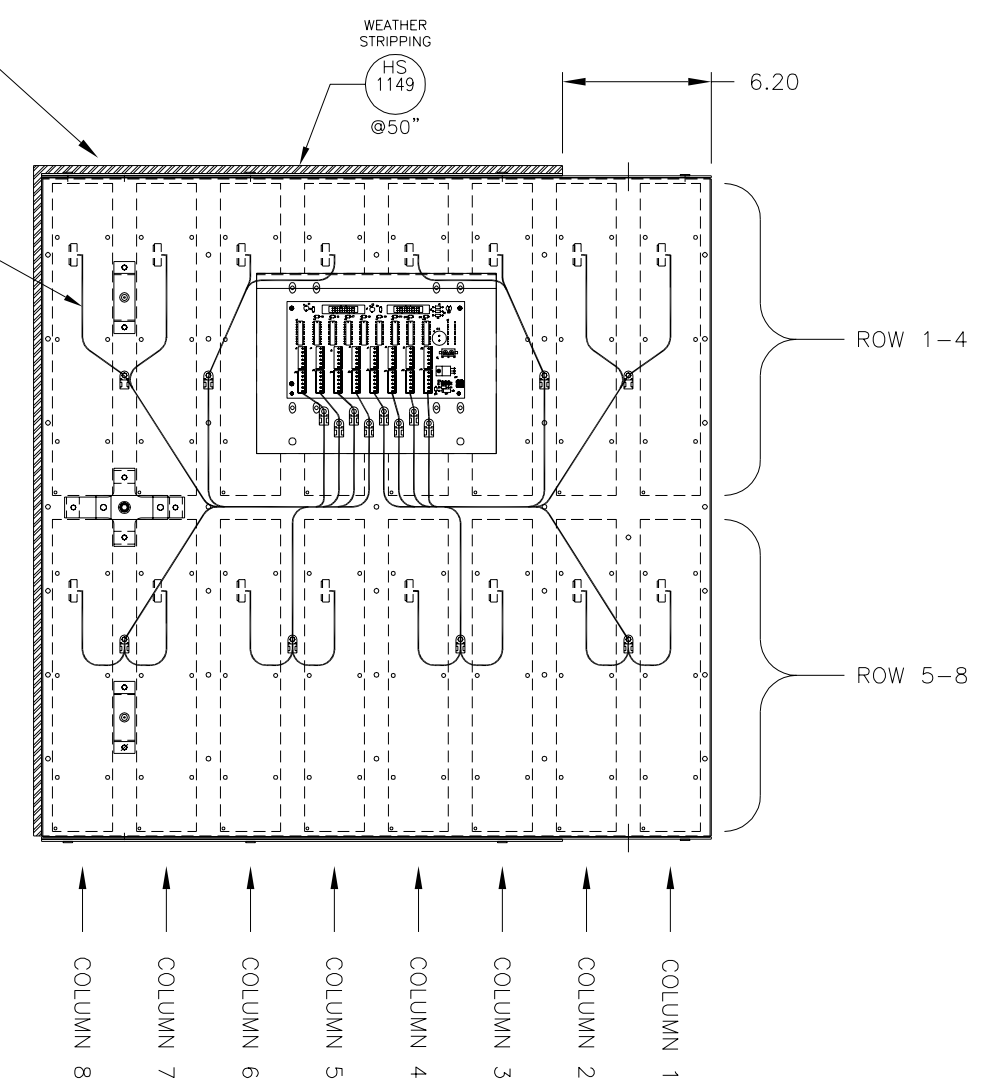 WEATHER
STRIPPING
HS
1149
@50"
6.20
ROW 1-4
ROW 5-8
COLUMN 8
COLUMN 7
COLUMN 6
COLUMN 5
COLUMN 4
COLUMN 3
COLUMN 2
COLUMN 1